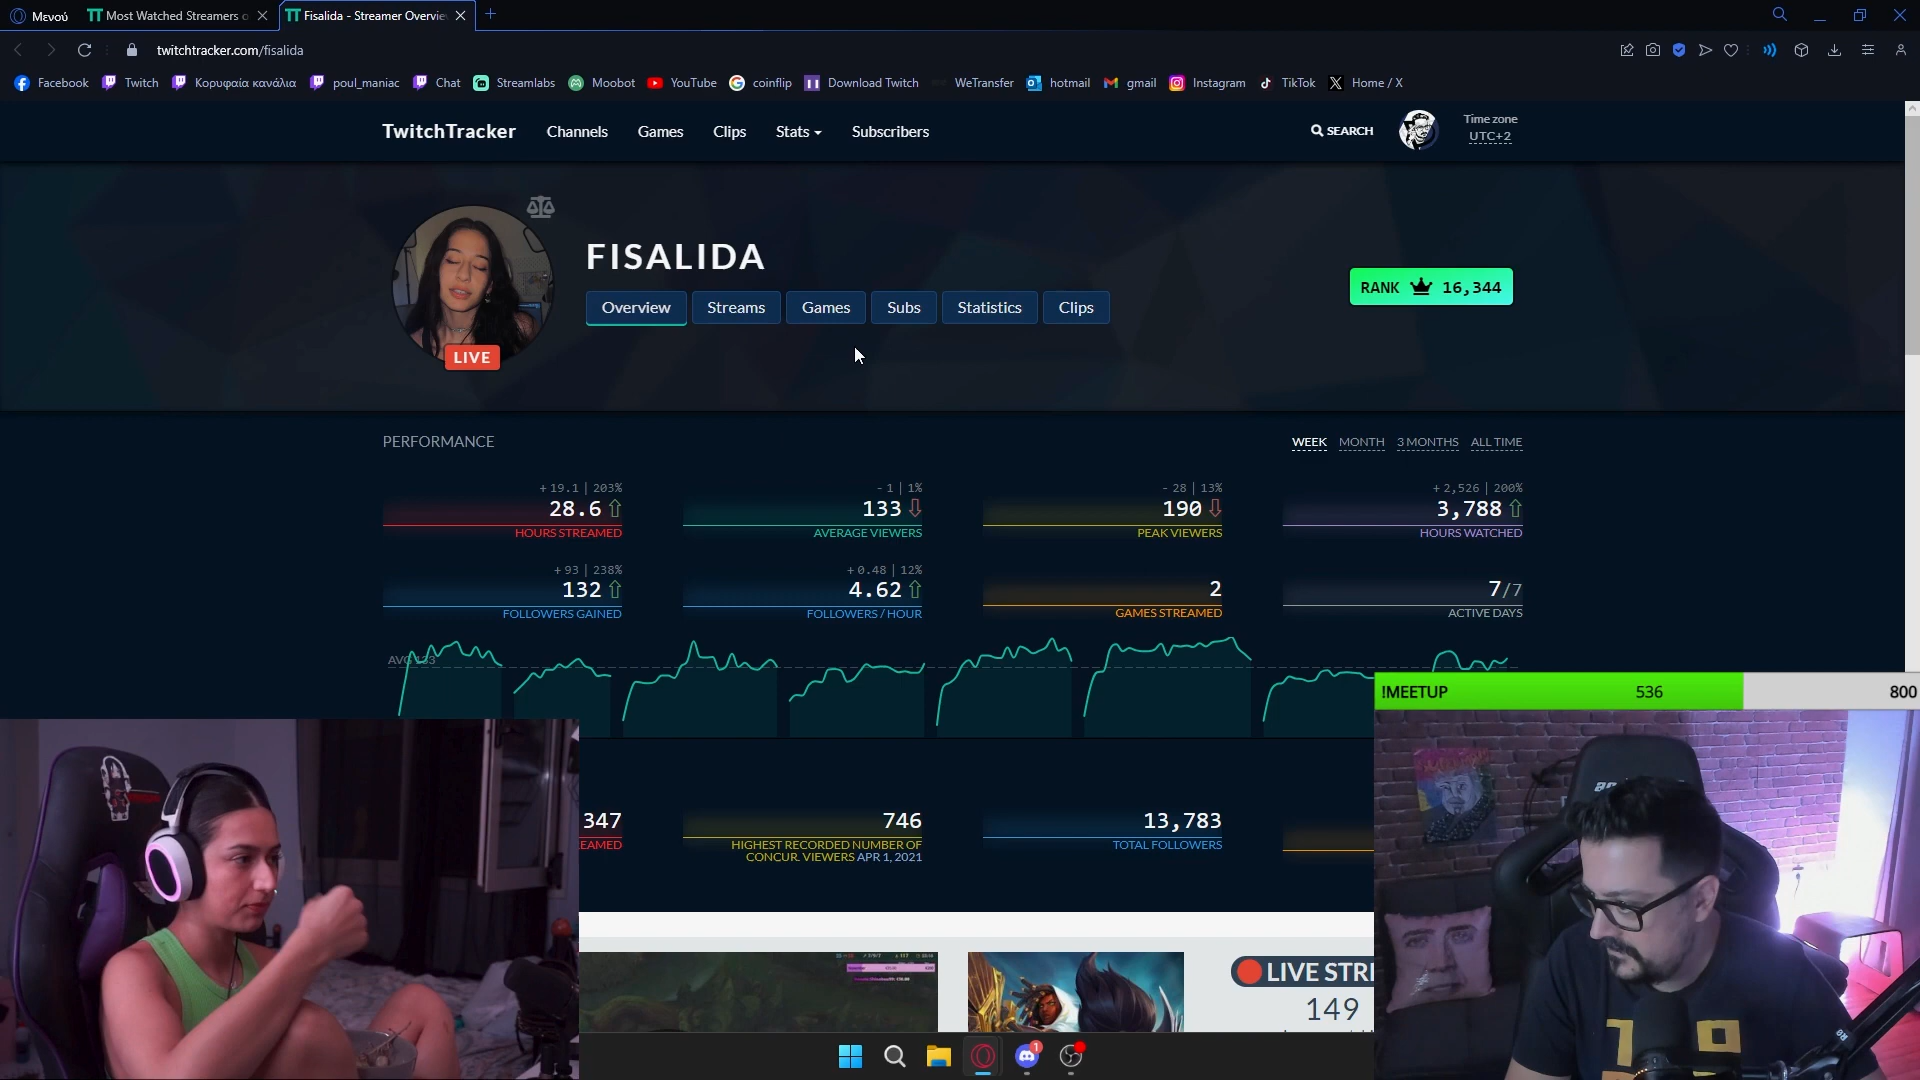 Μενού
Most Watched Streamers o
Fisalida - Streamer Overvie
twitchtracker.com/fisalida
Facebook Twitch Κορυφαία κανάλια poul_maniac Chat Streamlabs Moobot YouTube coinflip Download Twitch WeTransfer hotmail gmail Instagram TikTok Home / X
TwitchTracker Channels Games Clips Stats Subscribers SEARCH
Time zone
UTC+2
FISALIDA
RANK 16,344
Overview Streams Games Subs Statistics Clips
LIVE
PERFORMANCE
WEEK MONTH 3 MONTHS ALL TIME
+19.1 | 203%
28.6
HOURS STREAMED
-1 | 1%
133
AVERAGE VIEWERS
-28 | 13%
190
PEAK VIEWERS
+2,526 | 200%
3,788
HOURS WATCHED
+93 | 238%
132
FOLLOWERS GAINED
+0.48 | 12%
4.62
FOLLOWERS / HOUR
2
GAMES STREAMED
7/7
ACTIVE DAYS
AVG 133
!MEETUP 536 800
347
EAMED
746
HIGHEST RECORDED NUMBER OF
CONCUR. VIEWERS APR 1, 2021
13,783
TOTAL FOLLOWERS
LIVE STRE
149
1